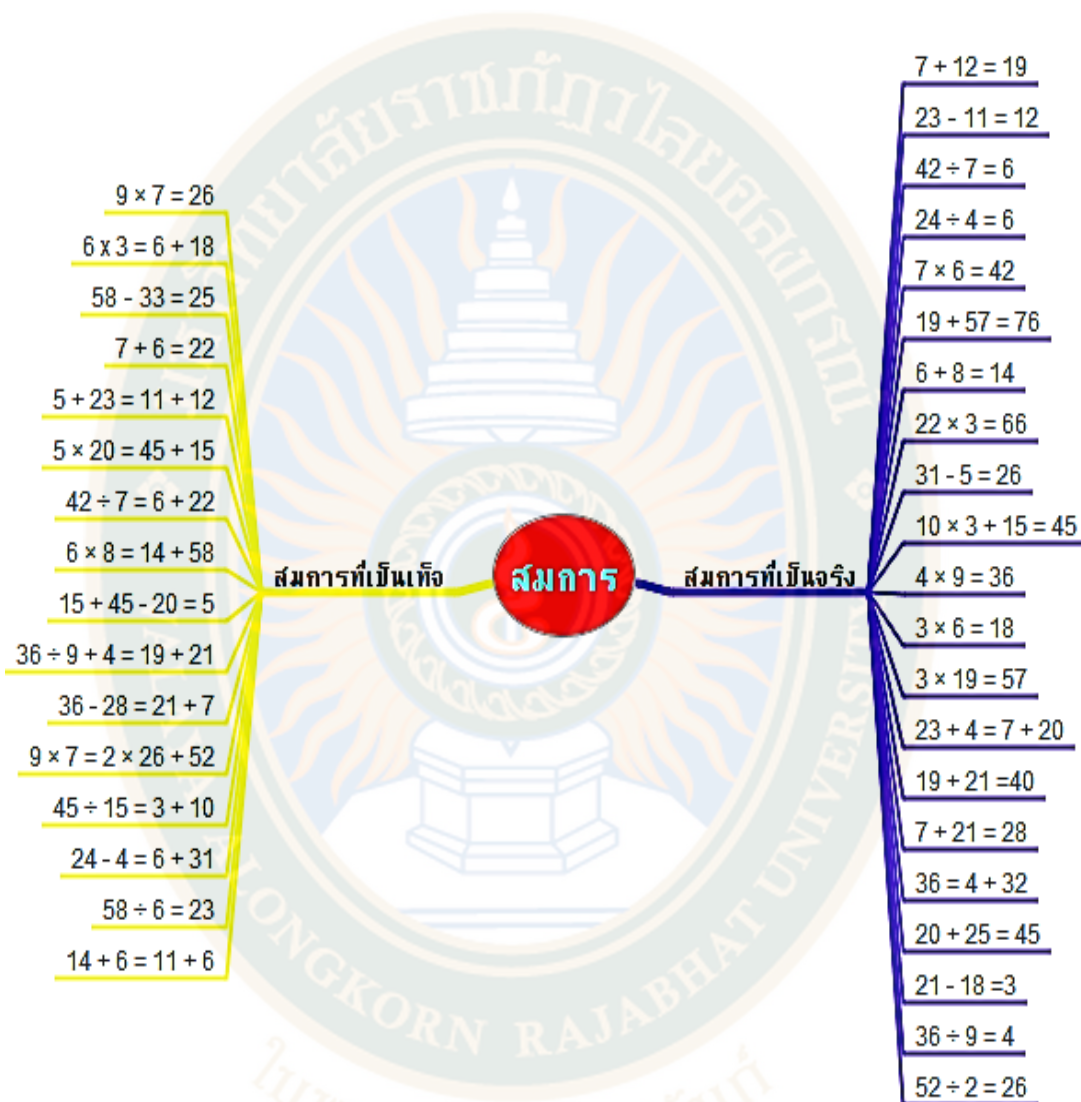 สมการ
สมการที่เป็นเท็จ
9 × 7 = 26
6 x 3 = 6 + 18
58 - 33 = 25
7 + 6 = 22
5 + 23 = 11 + 12
5 × 20 = 45 + 15
42 ÷ 7 = 6 + 22
6 × 8 = 14 + 58
15 + 45 - 20 = 5
36 ÷ 9 + 4 = 19 + 21
36 - 28 = 21 + 7
9 × 7 = 2 × 26 + 52
45 ÷ 15 = 3 + 10
24 - 4 = 6 + 31
58 ÷ 6 = 23
14 + 6 = 11 + 6
สมการที่เป็นจริง
7 + 12 = 19
23 - 11 = 12
42 ÷ 7 = 6
24 ÷ 4 = 6
7 × 6 = 42
19 + 57 = 76
6 + 8 = 14
22 × 3 = 66
31 - 5 = 26
10 × 3 + 15 = 45
4 × 9 = 36
3 × 6 = 18
3 × 19 = 57
23 + 4 = 7 + 20
19 + 21 =40
7 + 21 = 28
36 = 4 + 32
20 + 25 = 45
21 - 18 =3
36 ÷ 9 = 4
52 ÷ 2 = 26
ALONGKORN RAJABHAT